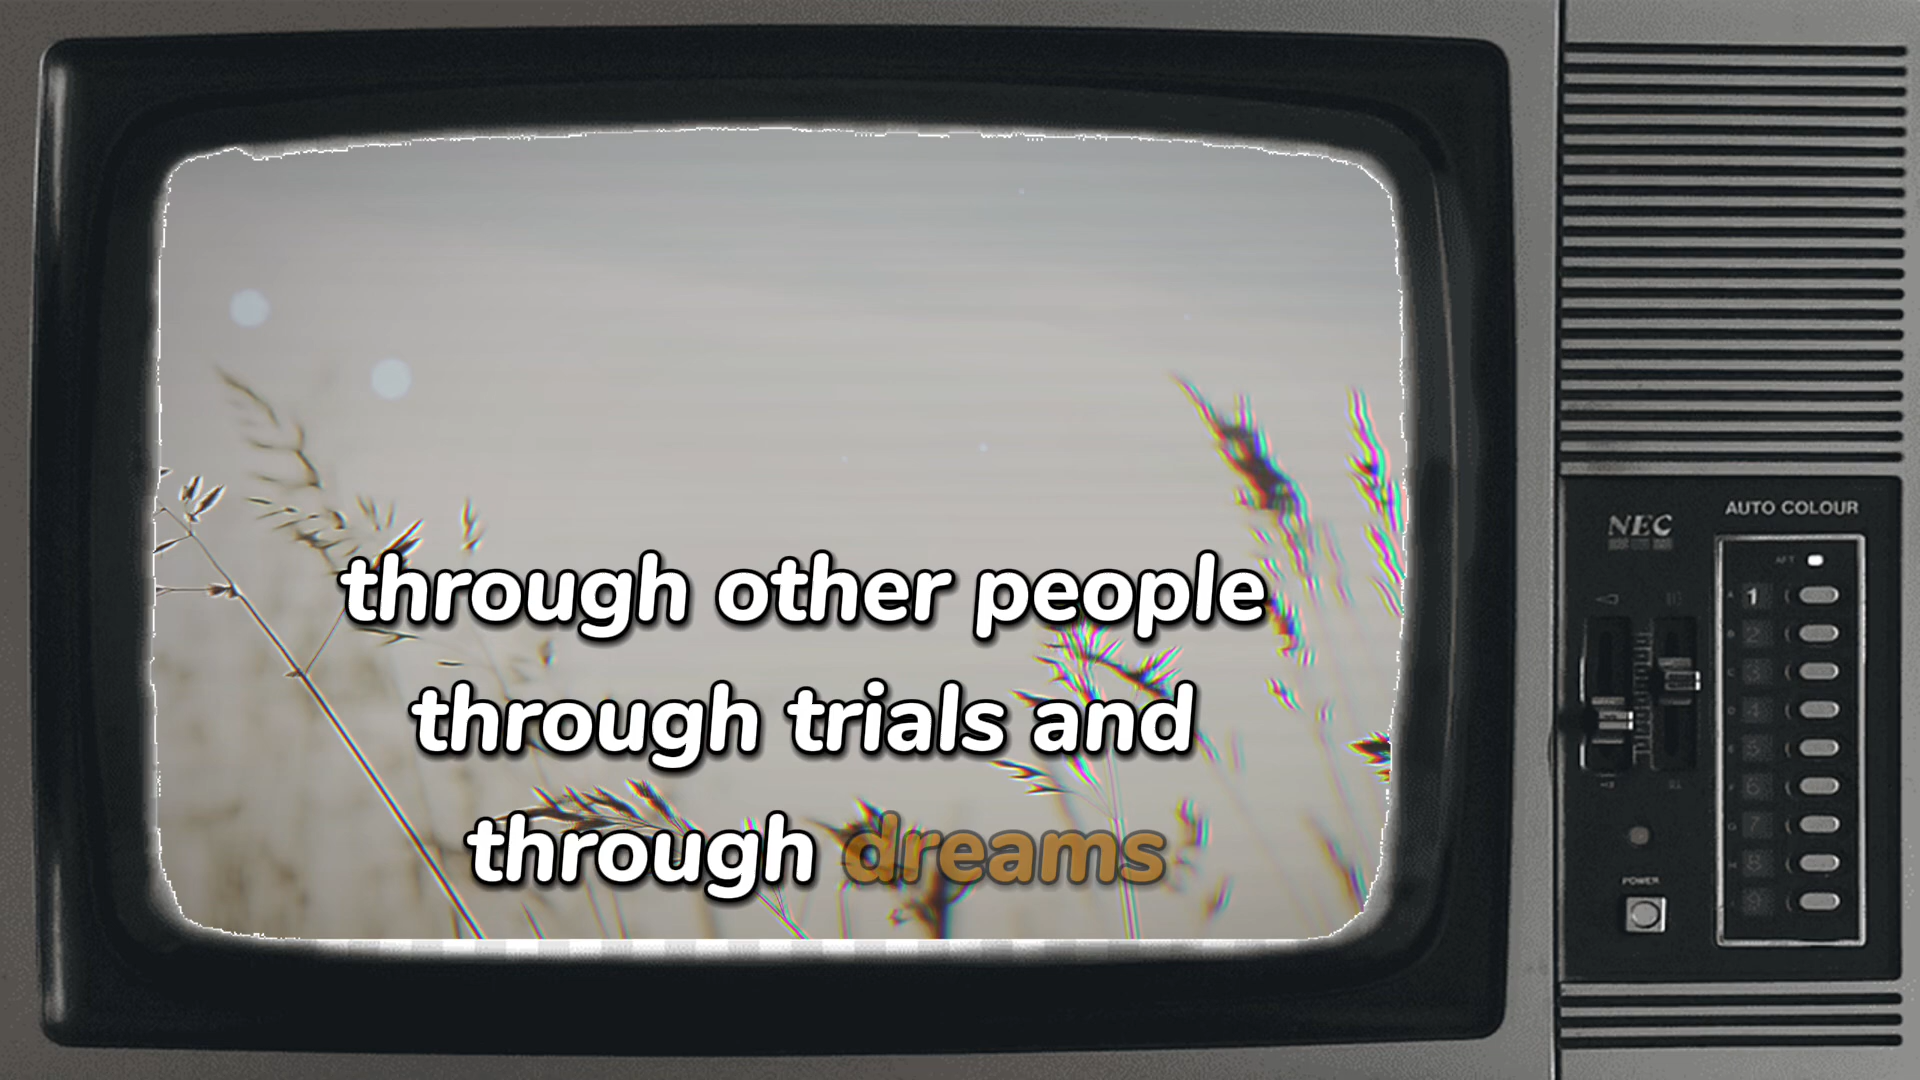 through other people
through trials and
through dreams
NEC
AUTO COLOUR
AFT
1
2
3
4
5
6
7
8
9
POWER